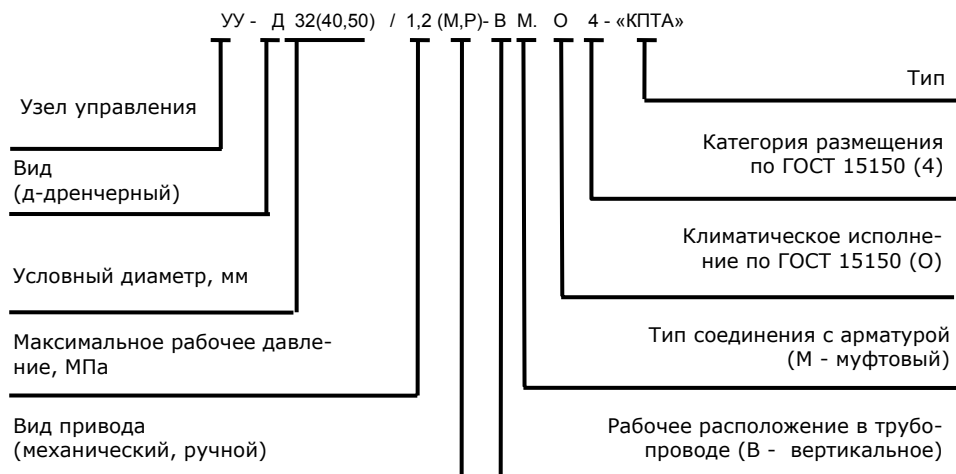 УУ - Д 32(40,50) / 1,2 (М,Р)- В М. О 4 - «КПТА»
Тип
Узел управления
Категория размещения
по ГОСТ 15150 (4)
Вид
(д-дренчерный)
Климатическое исполне-
ние по ГОСТ 15150 (О)
Условный диаметр, мм
Тип соединения с арматурой
(М - муфтовый)
Максимальное рабочее давле-
ние, МПа
Вид привода
(механический, ручной)
Рабочее расположение в трубо-
проводе (В - вертикальное)